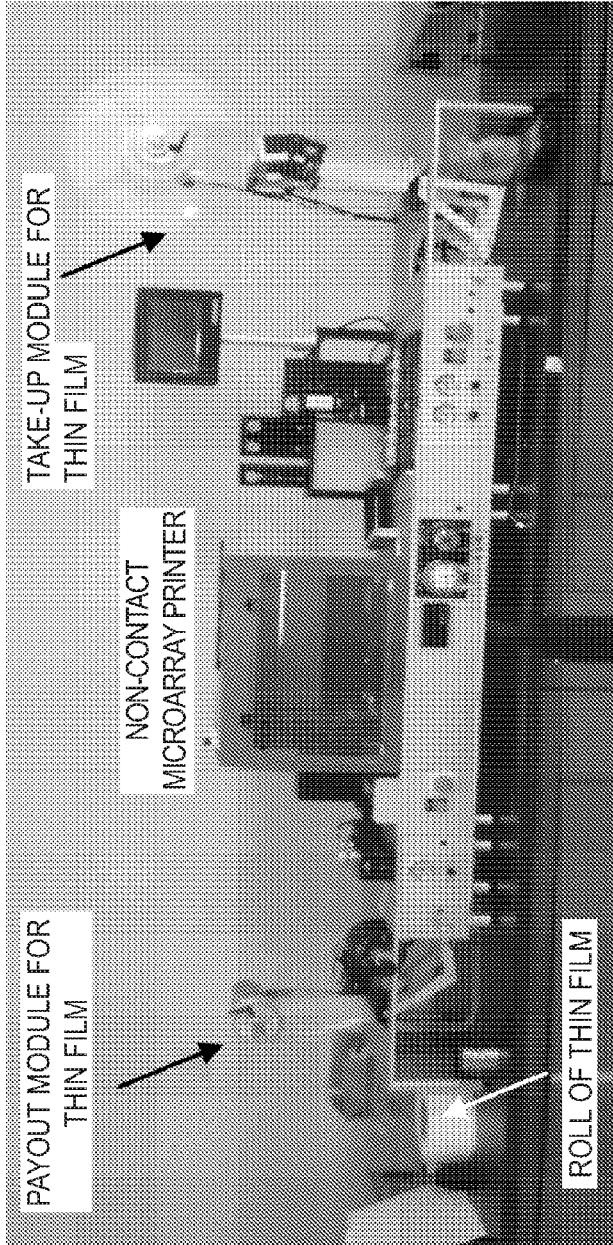 PAYOUT MODULE FOR
THIN FILM
NON-CONTACT
MICROARRAY PRINTER
TAKE-UP MODULE FOR
THIN FILM
ROLL OF THIN FILM